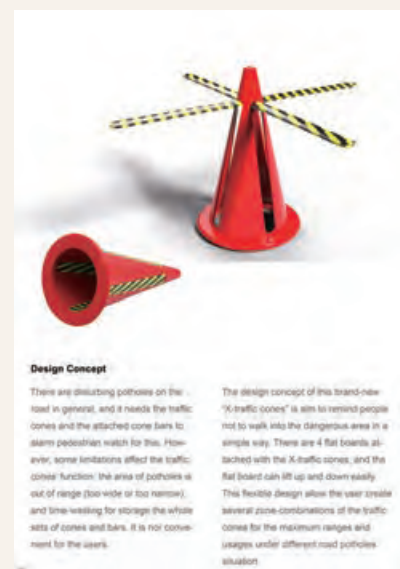 Design Concept
There are disturbing potholes on the
road in general, and it needs the traffic
cones and the attached cone bars to
alarm pedestrian watch for this. How-
ever, some limitations affect the traffic
cones' function: the area of potholes is
out of range (too wide or too narrow),
and time-wasting for storage the whole
sets of cones and bars. It is not conve-
nient for the users.
The design concept of this brand-new
"X-traffic cones" is aim to remind people
not to walk into the dangerous area in a
simple way. There are 4 flat boards at-
tached with the X-traffic cones, and the
flat board can lift up and down easily.
This flexible design allow the user create
several zone-combinations of the traffic
cones for the maximum ranges and
usages under different road potholes
situation.